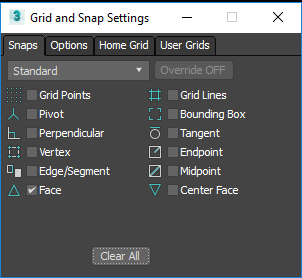 3 Grid and Snap Settings
Snaps Options Home Grid User Grids
Standard Override OFF
Grid Points Grid Lines
Pivot Bounding Box
Perpendicular Tangent
Vertex Endpoint
Edge/Segment Midpoint
Face Center Face
Clear All